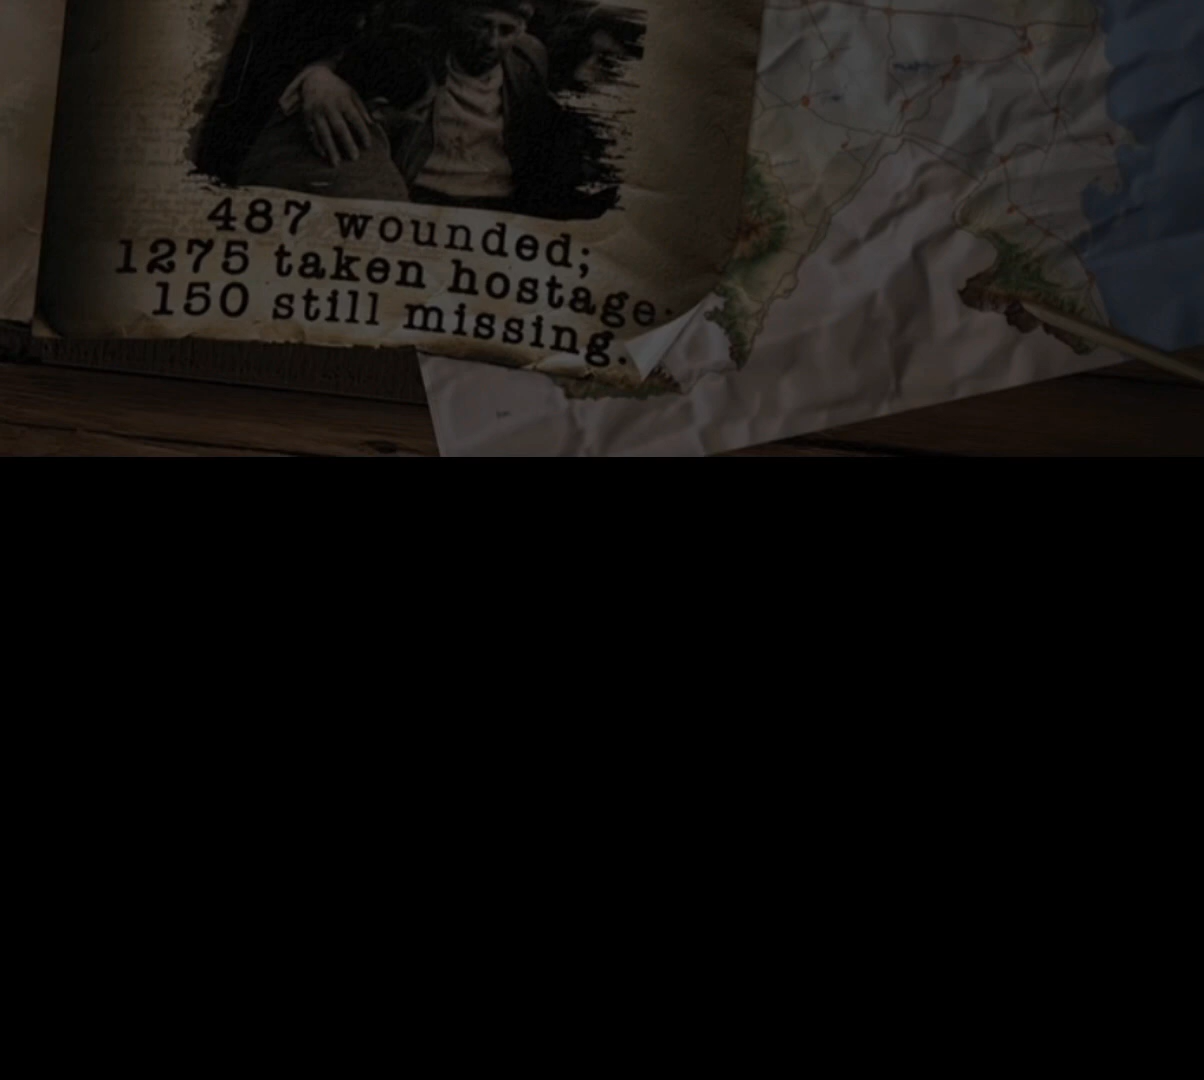 487 wounded;
1275 taken hostage;
150 still missing.